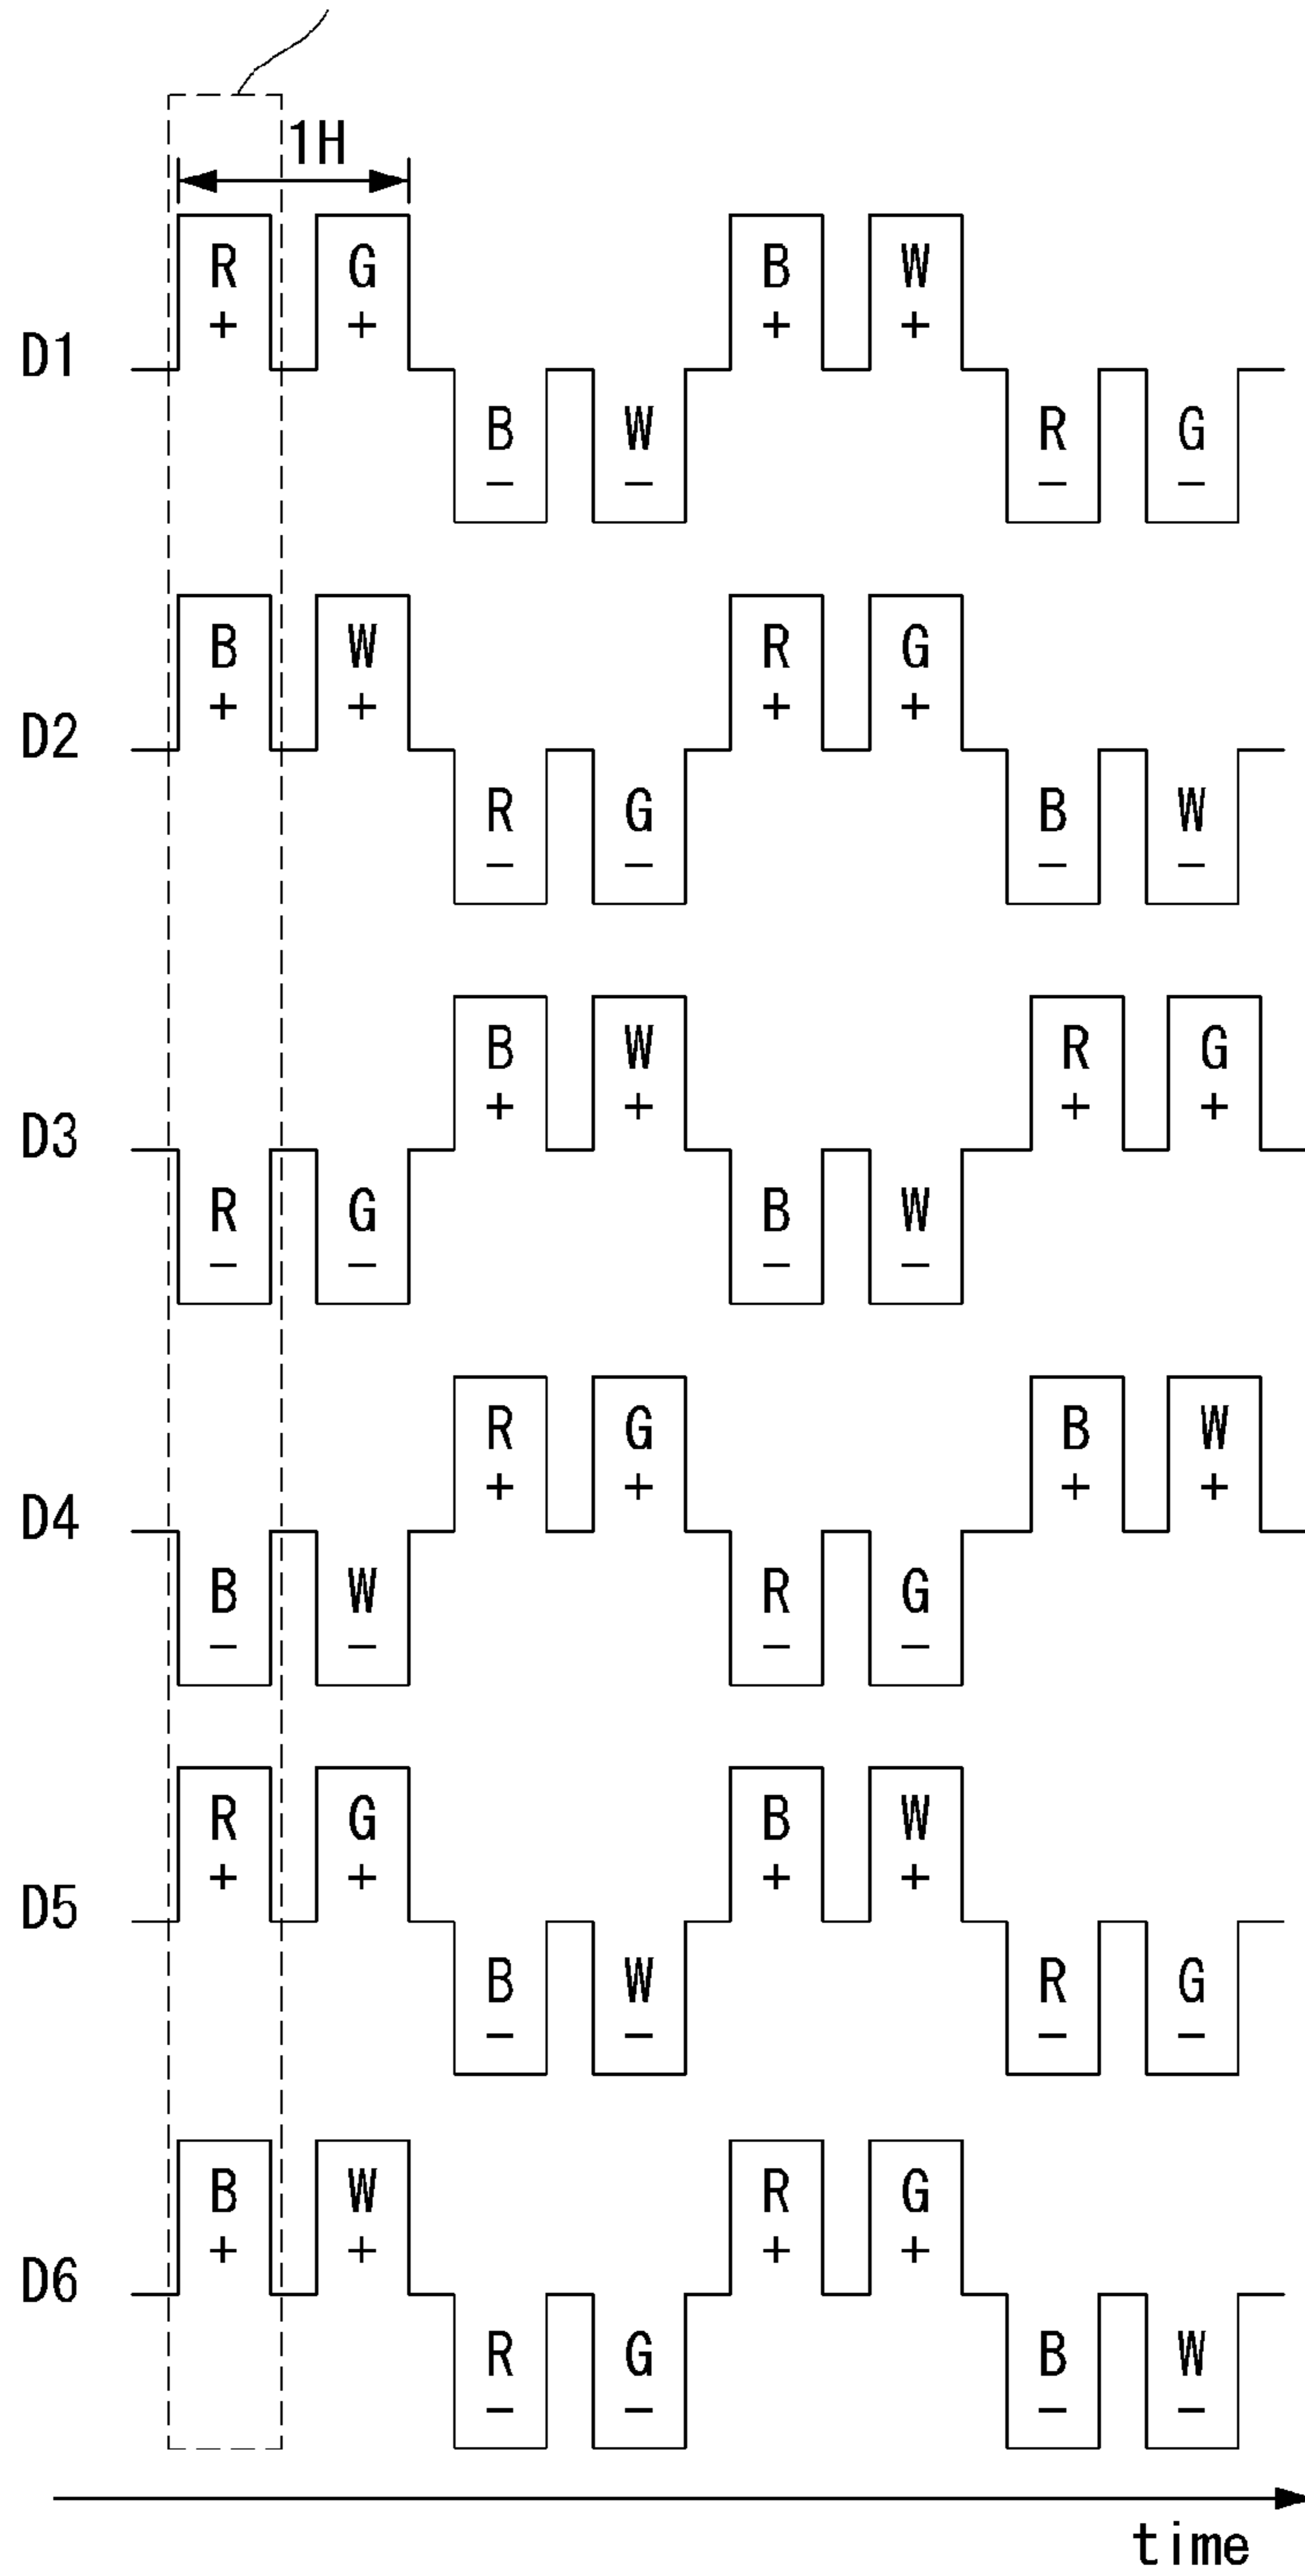 1H
R G B W
+ + + +
D1
B W R G
- - - -
B W R G
+ + + +
D2
R G B W
- - - -
B W R G
+ + + +
D3
R G B W
- - - -
R G B W
+ + + +
D4
B W R G
- - - -
R G B W
+ + + +
D5
B W R G
- - - -
B W R G
+ + + +
D6
R G B W
- - - -
time